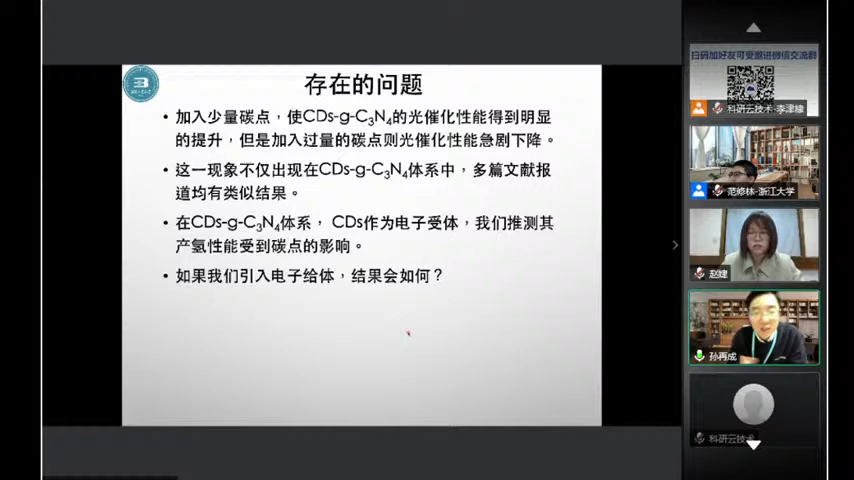 存在的问题
• 加入少量碳点，使CDs-g-C₃N₄的光催化性能得到明显
的提升，但是加入过量的碳点则光催化性能急剧下降。
• 这一现象不仅出现在CDs-g-C₃N₄体系中，多篇文献报
道均有类似结果。
• 在CDs-g-C₃N₄体系， CDs作为电子受体，我们推测其
产氢性能受到碳点的影响。
• 如果我们引入电子给体，结果会如何？
扫码加好友可受邀进微信交流群
科研云技术-李津緯
范修林-浙江大学
赵婕
孙再成
科研云技术